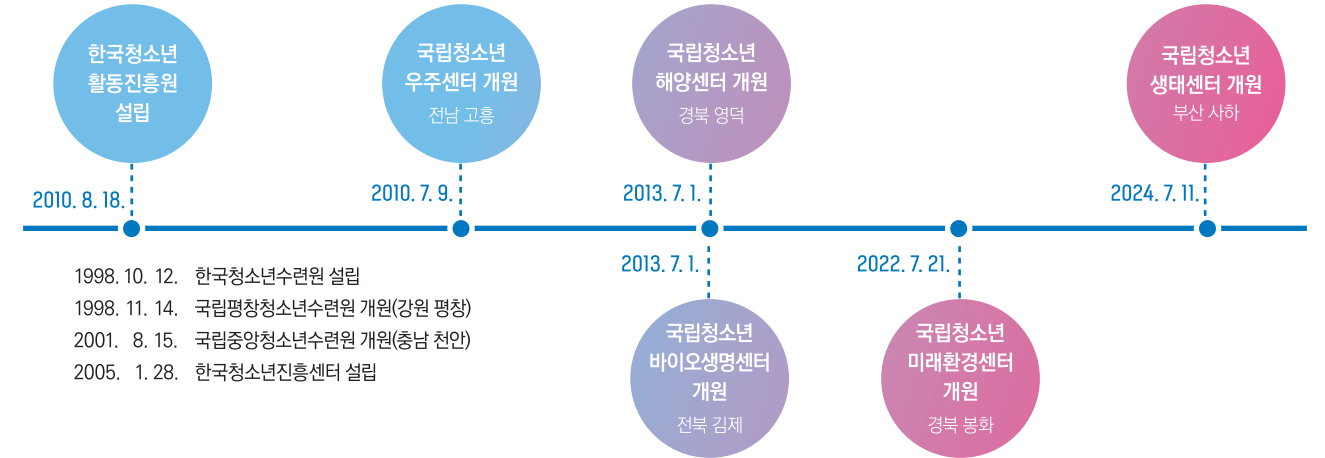 한국청소년
활동진흥원
설립
2010. 8. 18.
1998. 10. 12. 한국청소년수련원 설립
1998. 11. 14. 국립평창청소년수련원 개원(강원 평창)
2001. 8. 15. 국립중앙청소년수련원 개원(충남 천안)
2005. 1. 28. 한국청소년진흥센터 설립
국립청소년
우주센터 개원
전남 고흥
2010. 7. 9.
국립청소년
해양센터 개원
경북 영덕
2013. 7. 1.
2013. 7. 1.
국립청소년
바이오생명센터
개원
전북 김제
2022. 7. 21.
국립청소년
미래환경센터
개원
경북 봉화
국립청소년
생태센터 개원
부산 사하
2024. 7. 11.